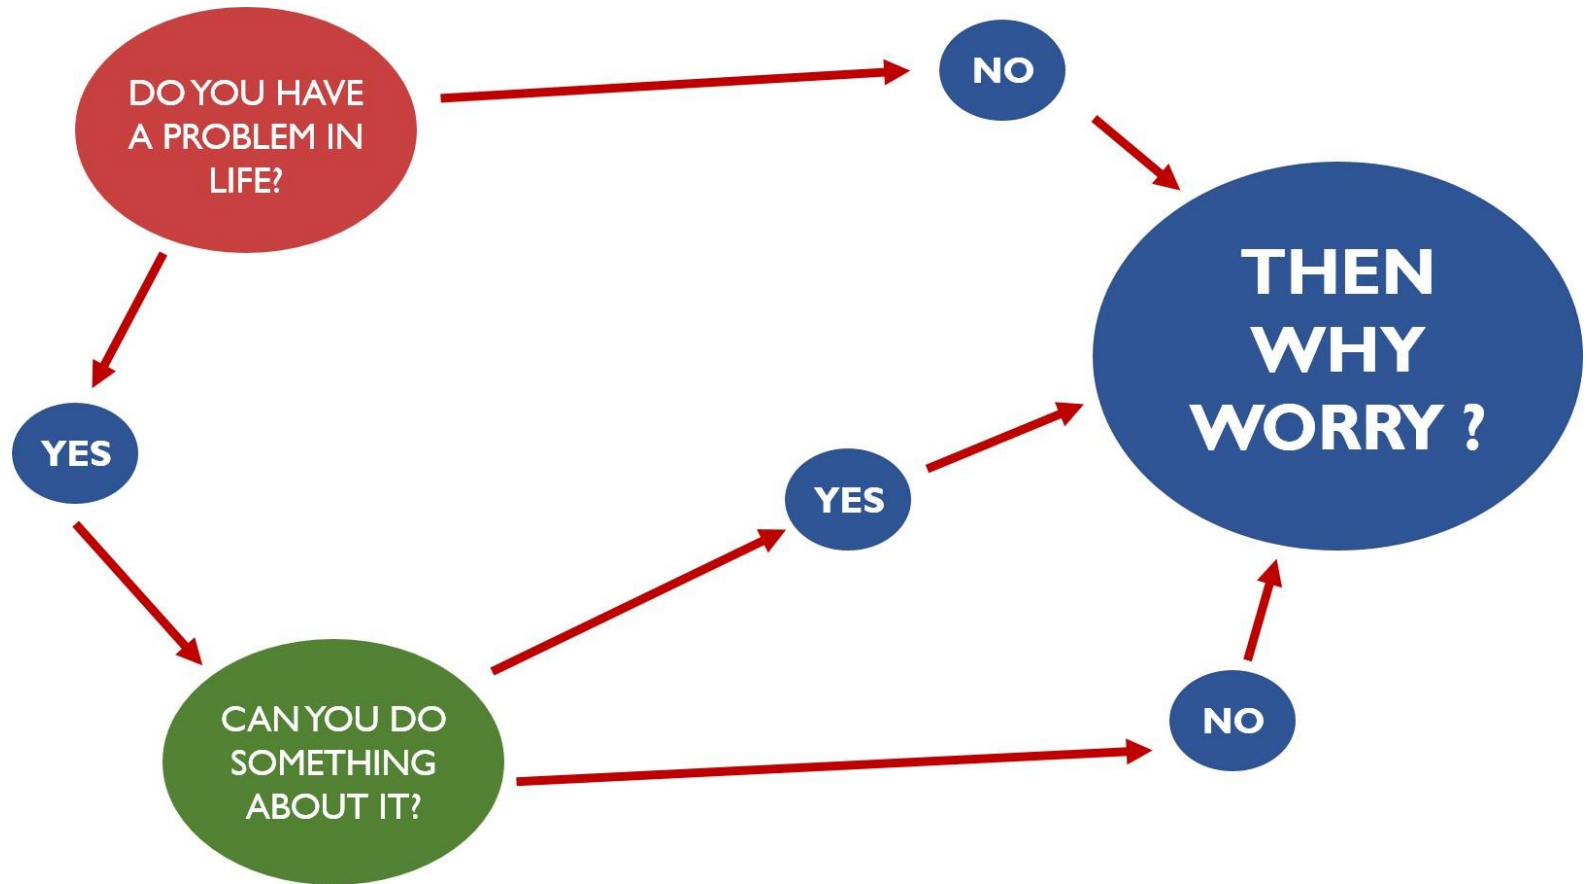 DO YOU HAVE
A PROBLEM IN
LIFE?
NO
THEN
WHY
WORRY ?
YES
YES
CAN YOU DO
SOMETHING
ABOUT IT?
NO